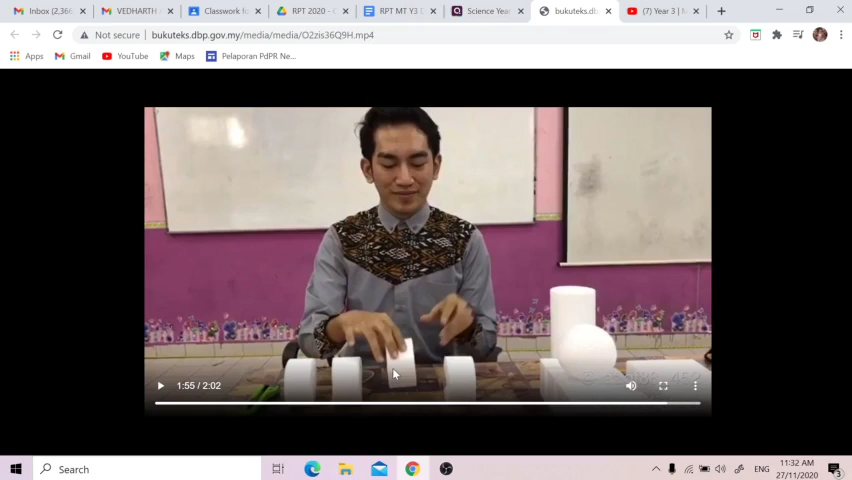 Inbox (2,366
VEDHARTH
Classwork fo
RPT 2020 - C
RPT MT Y3
Science Year
bukuteks.db
(7) Year 3 | M
Not secure | bukuteks.dbp.gov.my/media/media/O2zis36Q9H.mp4
Apps
Gmail
YouTube
Maps
Pelaporan PdPR Ne...
1:55 / 2:02
Search
ENG
11:32 AM
27/11/2020
3